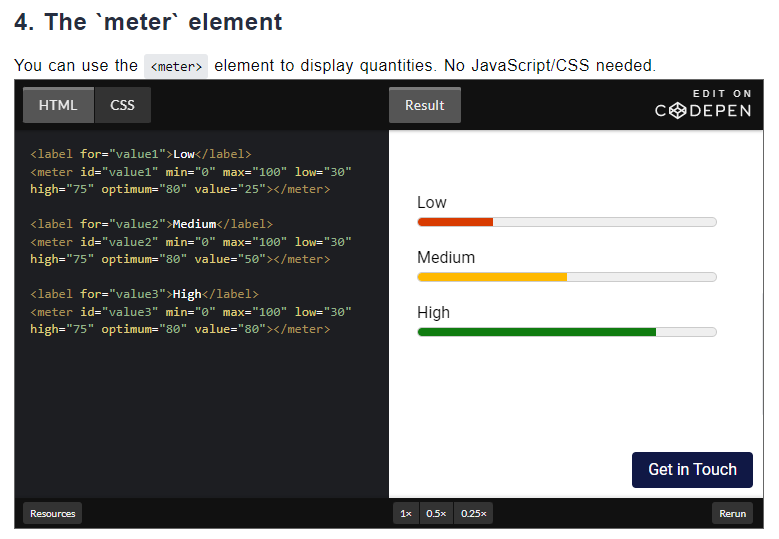 4. The `meter` element
You can use the <meter> element to display quantities. No JavaScript/CSS needed.
HTML CSS Result EDIT ON
CODEPEN
<label for="value1">Low</label>
<meter id="value1" min="0" max="100" low="30"
high="75" optimum="80" value="25"></meter>
<label for="value2">Medium</label>
<meter id="value2" min="0" max="100" low="30"
high="75" optimum="80" value="50"></meter>
<label for="value3">High</label>
<meter id="value3" min="0" max="100" low="30"
high="75" optimum="80" value="80"></meter>
Low
Medium
High
Get in Touch
Resources 1× 0.5× 0.25× Rerun